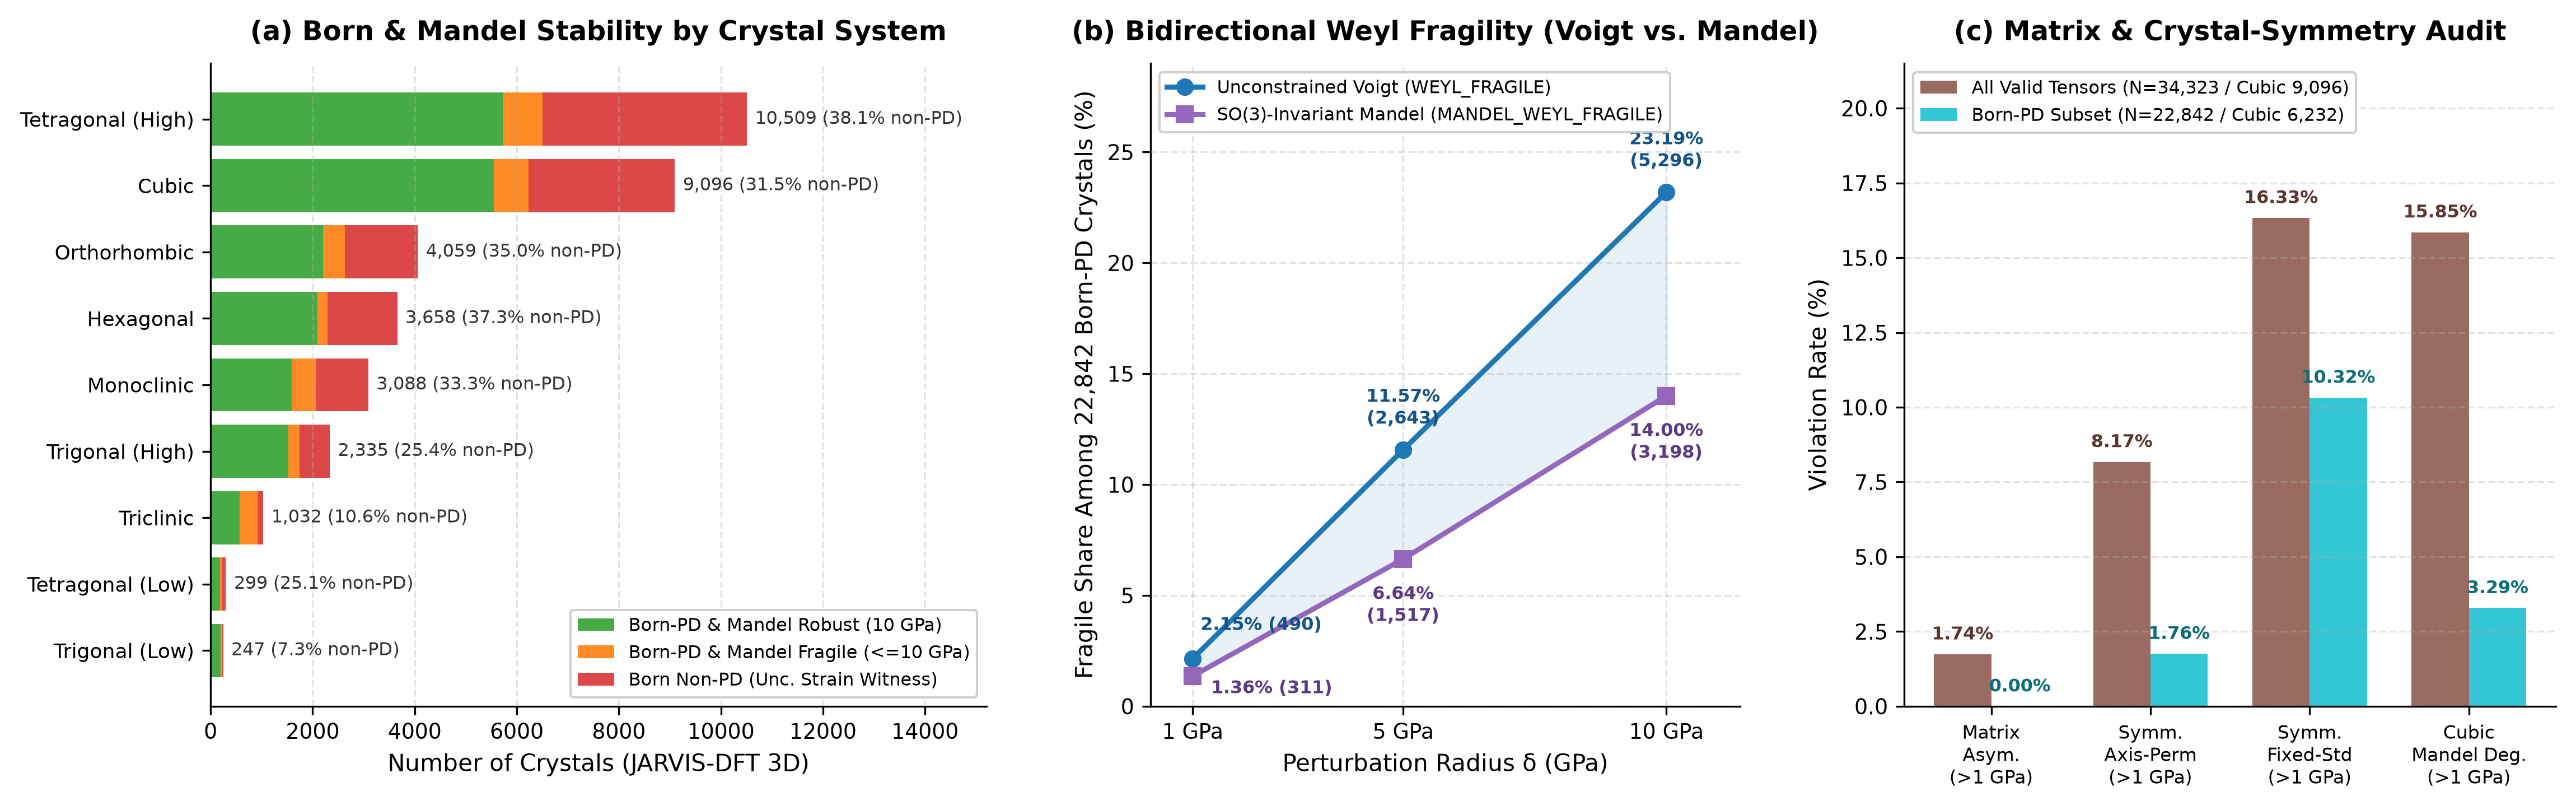 (a) Born & Mandel Stability by Crystal System
Tetragonal (High)
10,509 (38.1% non-PD)
Cubic
9,096 (31.5% non-PD)
Orthorhombic
4,059 (35.0% non-PD)
Hexagonal
3,658 (37.3% non-PD)
Monoclinic
3,088 (33.3% non-PD)
Trigonal (High)
2,335 (25.4% non-PD)
Triclinic
1,032 (10.6% non-PD)
Tetragonal (Low)
299 (25.1% non-PD)
Trigonal (Low)
247 (7.3% non-PD)
Born-PD & Mandel Robust (10 GPa)
Born-PD & Mandel Fragile (<=10 GPa)
Born Non-PD (Unc. Strain Witness)
0 2000 4000 6000 8000 10000 12000 14000
Number of Crystals (JARVIS-DFT 3D)
(b) Bidirectional Weyl Fragility (Voigt vs. Mandel)
Fragile Share Among 22,842 Born-PD Crystals (%)
25
20
15
10
5
0
Unconstrained Voigt (WEYL_FRAGILE)
SO(3)-Invariant Mandel (MANDEL_WEYL_FRAGILE)
23.19%
(5,296)
11.57%
(2,643)
14.00%
(3,198)
6.64%
(1,517)
2.15% (490)
1.36% (311)
1 GPa 5 GPa 10 GPa
Perturbation Radius δ (GPa)
(c) Matrix & Crystal-Symmetry Audit
Violation Rate (%)
20.0
17.5
15.0
12.5
10.0
7.5
5.0
2.5
0.0
All Valid Tensors (N=34,323 / Cubic 9,096)
Born-PD Subset (N=22,842 / Cubic 6,232)
1.74%
0.00%
8.17%
1.76%
16.33%
10.32%
15.85%
3.29%
Matrix
Asym.
(>1 GPa)
Symm.
Axis-Perm
(>1 GPa)
Symm.
Fixed-Std
(>1 GPa)
Cubic
Mandel Deg.
(>1 GPa)